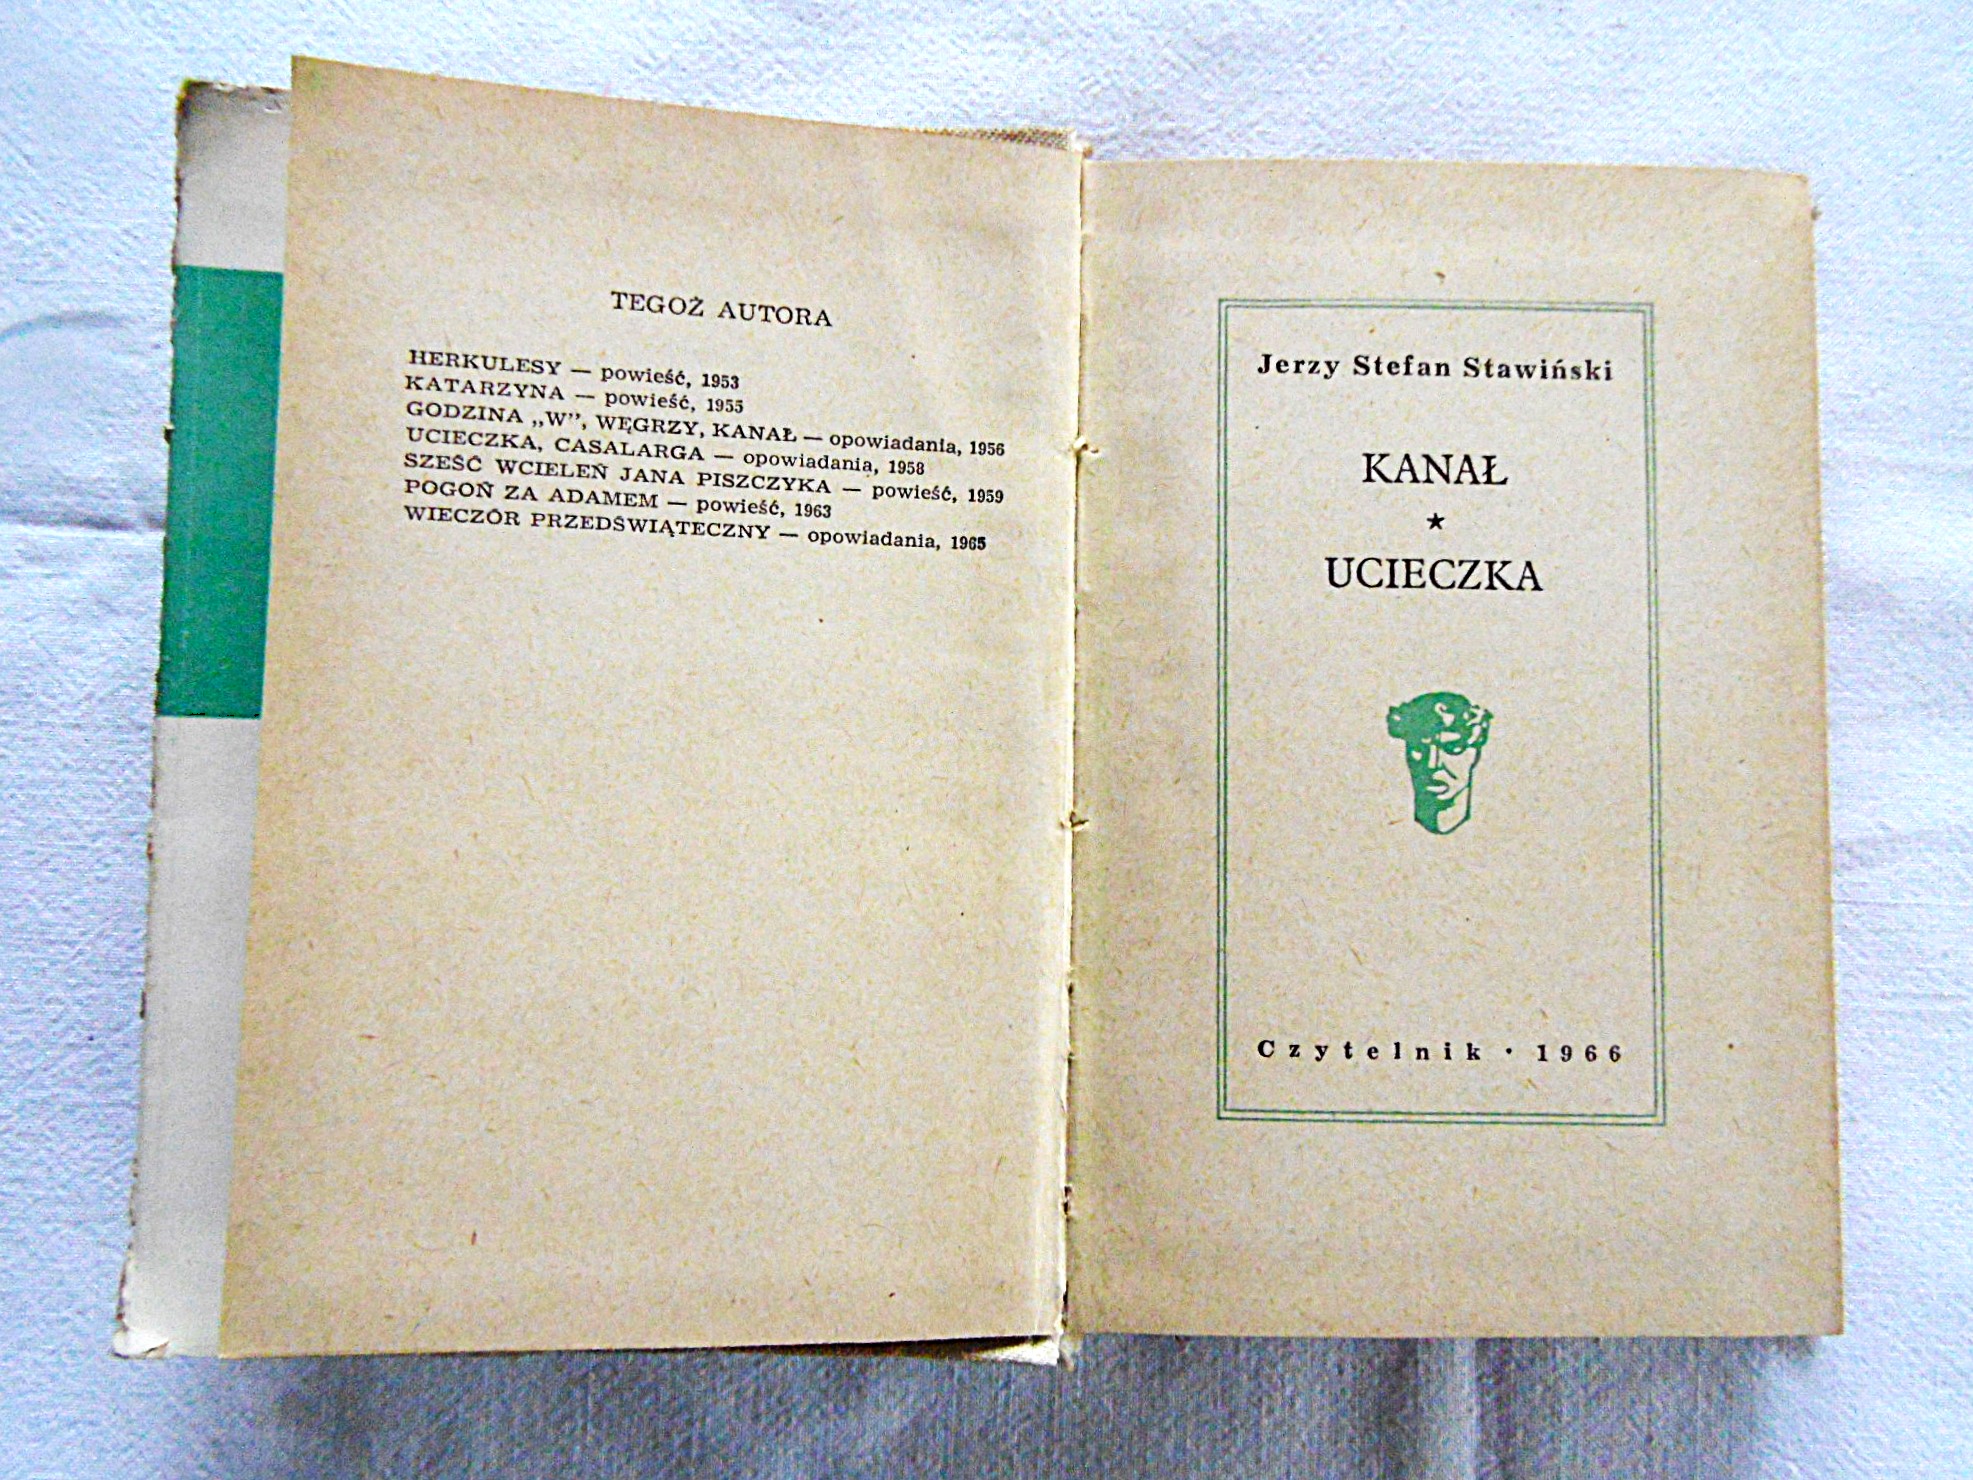 TEGOŻ AUTORA
HERKULESY — powieść, 1953
KATARZYNA — powieść, 1955
GODZINA „W”, WĘGRZY, KANAŁ — opowiadania, 1956
UCIECZKA, CASALARGA — opowiadania, 1958
SZEŚĆ WCIELEŃ JANA PISZCZYKA — powieść, 1959
POGOŃ ZA ADAMEM — powieść, 1963
WIECZÓR PRZEDŚWIĄTECZNY — opowiadania, 1965
Jerzy Stefan Stawiński
KANAŁ
★
UCIECZKA
Czytelnik · 1966